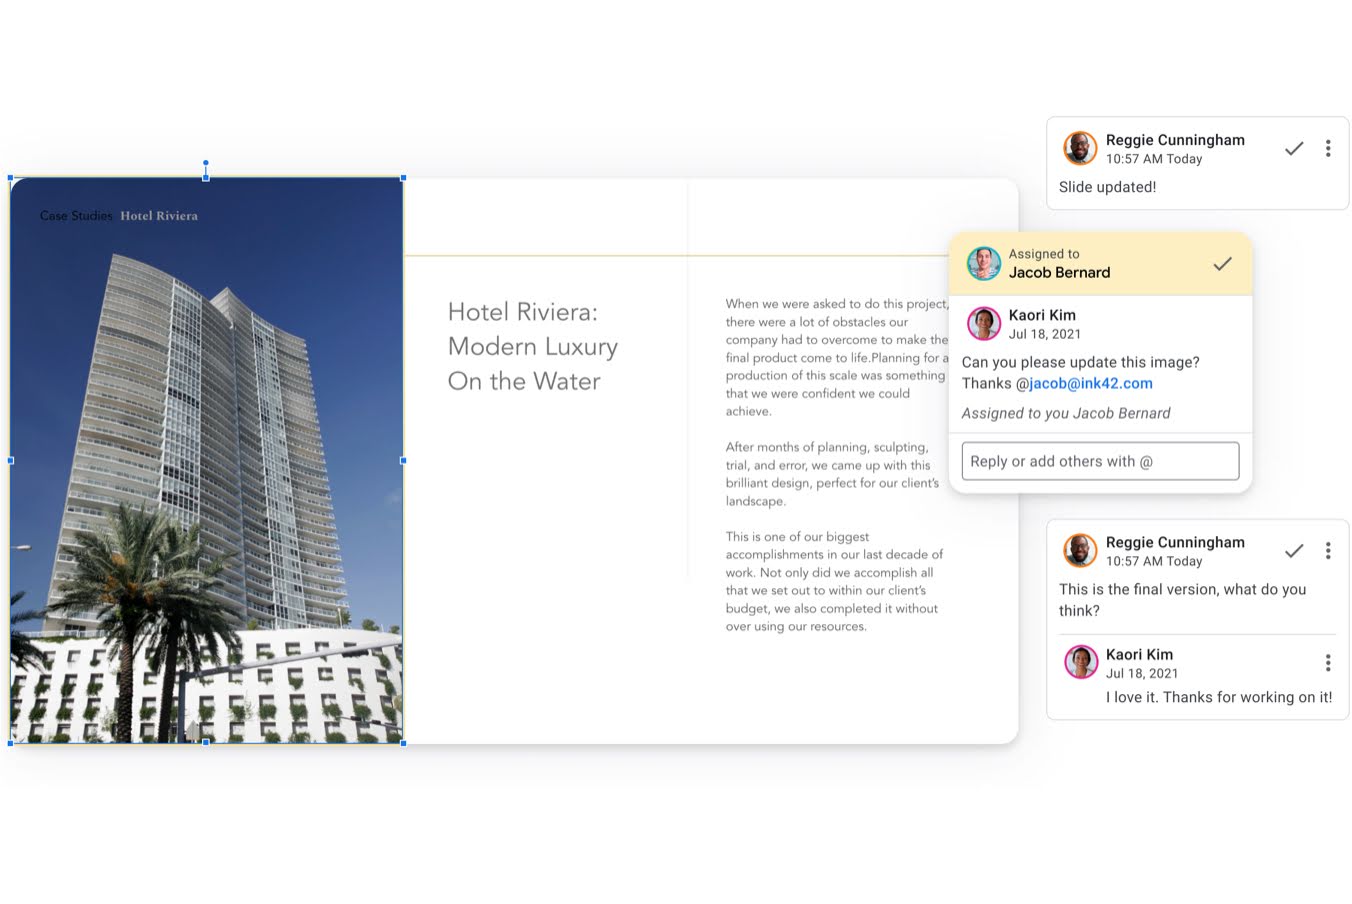 Case Studies Hotel Riviera
Hotel Riviera:
Modern Luxury
On the Water
When we were asked to do this project,
there were a lot of obstacles our
company had to overcome to make the
final product come to life.Planning for a
production of this scale was something
that we were confident we could
achieve.
After months of planning, sculpting,
trial, and error, we came up with this
brilliant design, perfect for our client's
landscape.
This is one of our biggest
accomplishments in our last decade of
work. Not only did we accomplish all
that we set out to within our client's
budget, we also completed it without
over using our resources.
Reggie Cunningham
10:57 AM Today
Slide updated!
Assigned to
Jacob Bernard
Kaori Kim
Jul 18, 2021
Can you please update this image?
Thanks @jacob@ink42.com
Assigned to you Jacob Bernard
Reply or add others with @
Reggie Cunningham
10:57 AM Today
This is the final version, what do you
think?
Kaori Kim
Jul 18, 2021
I love it. Thanks for working on it!